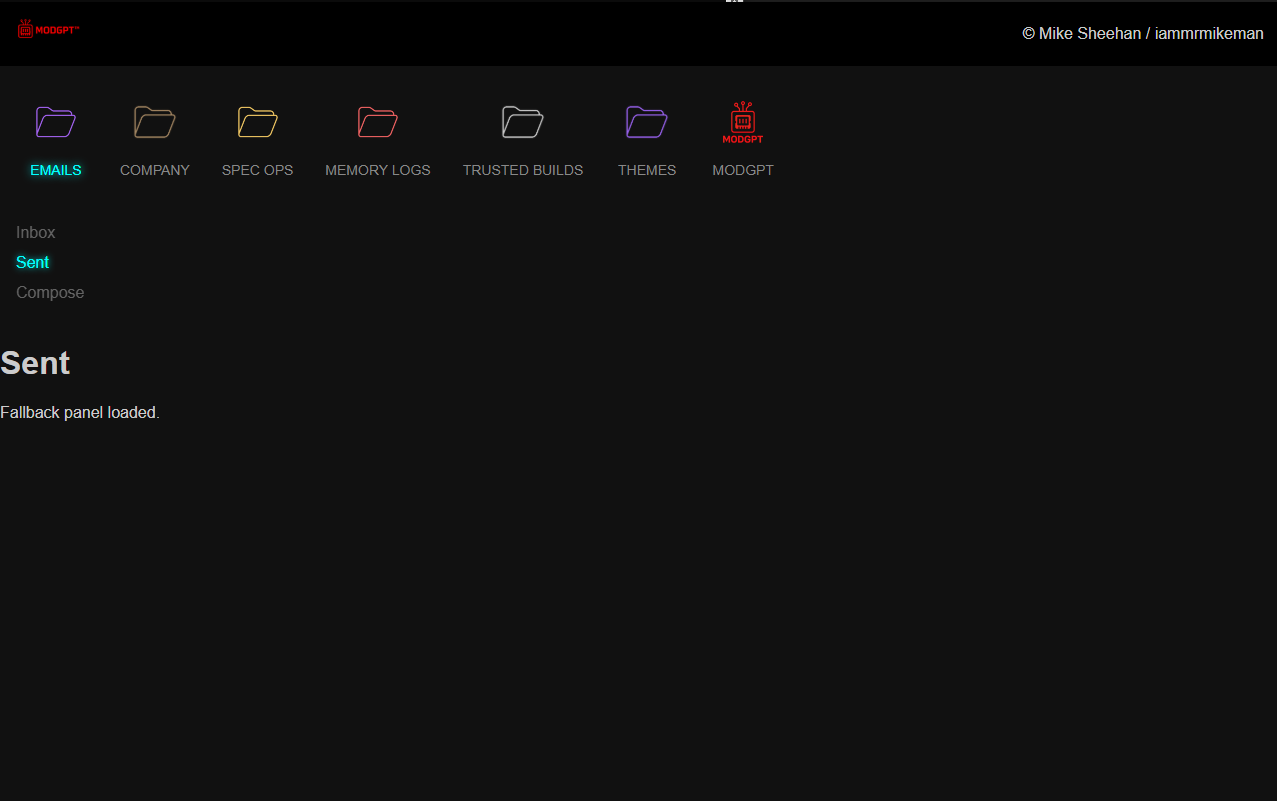 MODGPT™
© Mike Sheehan / iammrmikeman
EMAILS
COMPANY
SPEC OPS
MEMORY LOGS
TRUSTED BUILDS
THEMES
MODGPT
MODGPT
Inbox
Sent
Compose
Sent
Fallback panel loaded.